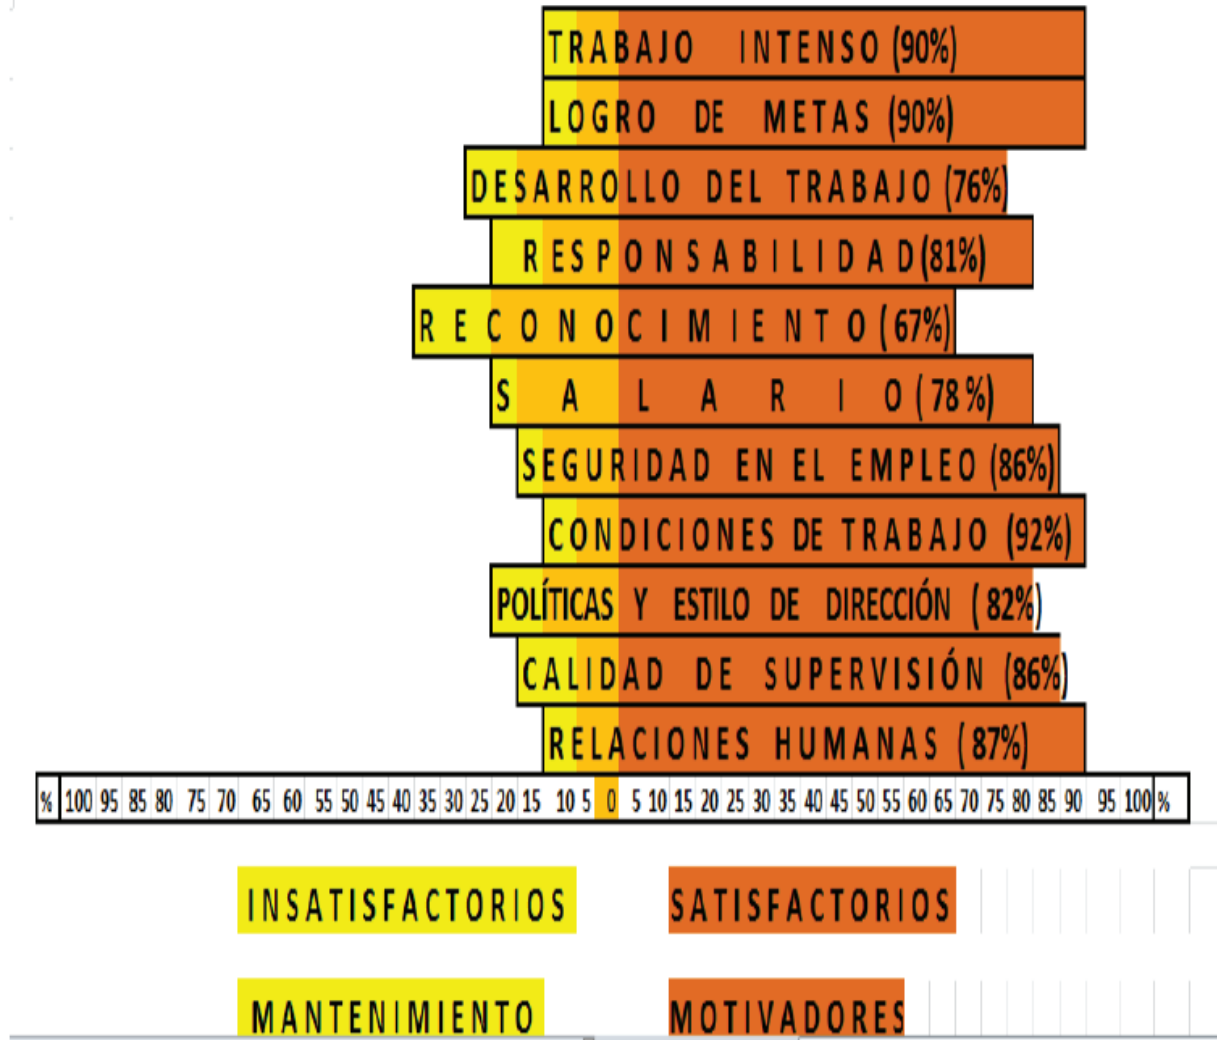 TRABAJO INTENSO (90%)
LOGRO DE METAS (90%)
DESARROLLO DEL TRABAJO (76%)
RESPONSABILIDAD(81%)
RECONOCIMIENTO(67%)
SALARIO(78%)
SEGURIDAD EN EL EMPLEO (86%)
CONDICIONES DE TRABAJO (92%)
POLÍTICAS Y ESTILO DE DIRECCIÓN ( 82%)
CALIDAD DE SUPERVISIÓN (86%)
RELACIONES HUMANAS ( 87%)
% 100 95 85 80 75 70 65 60 55 50 45 40 35 30 25 20 15 10 5 0 5 10 15 20 25 30 35 40 45 50 55 60 65 70 75 80 85 90 95 100 %
INSATISFACTORIOS SATISFACTORIOS
MANTENIMIENTO MOTIVADORES